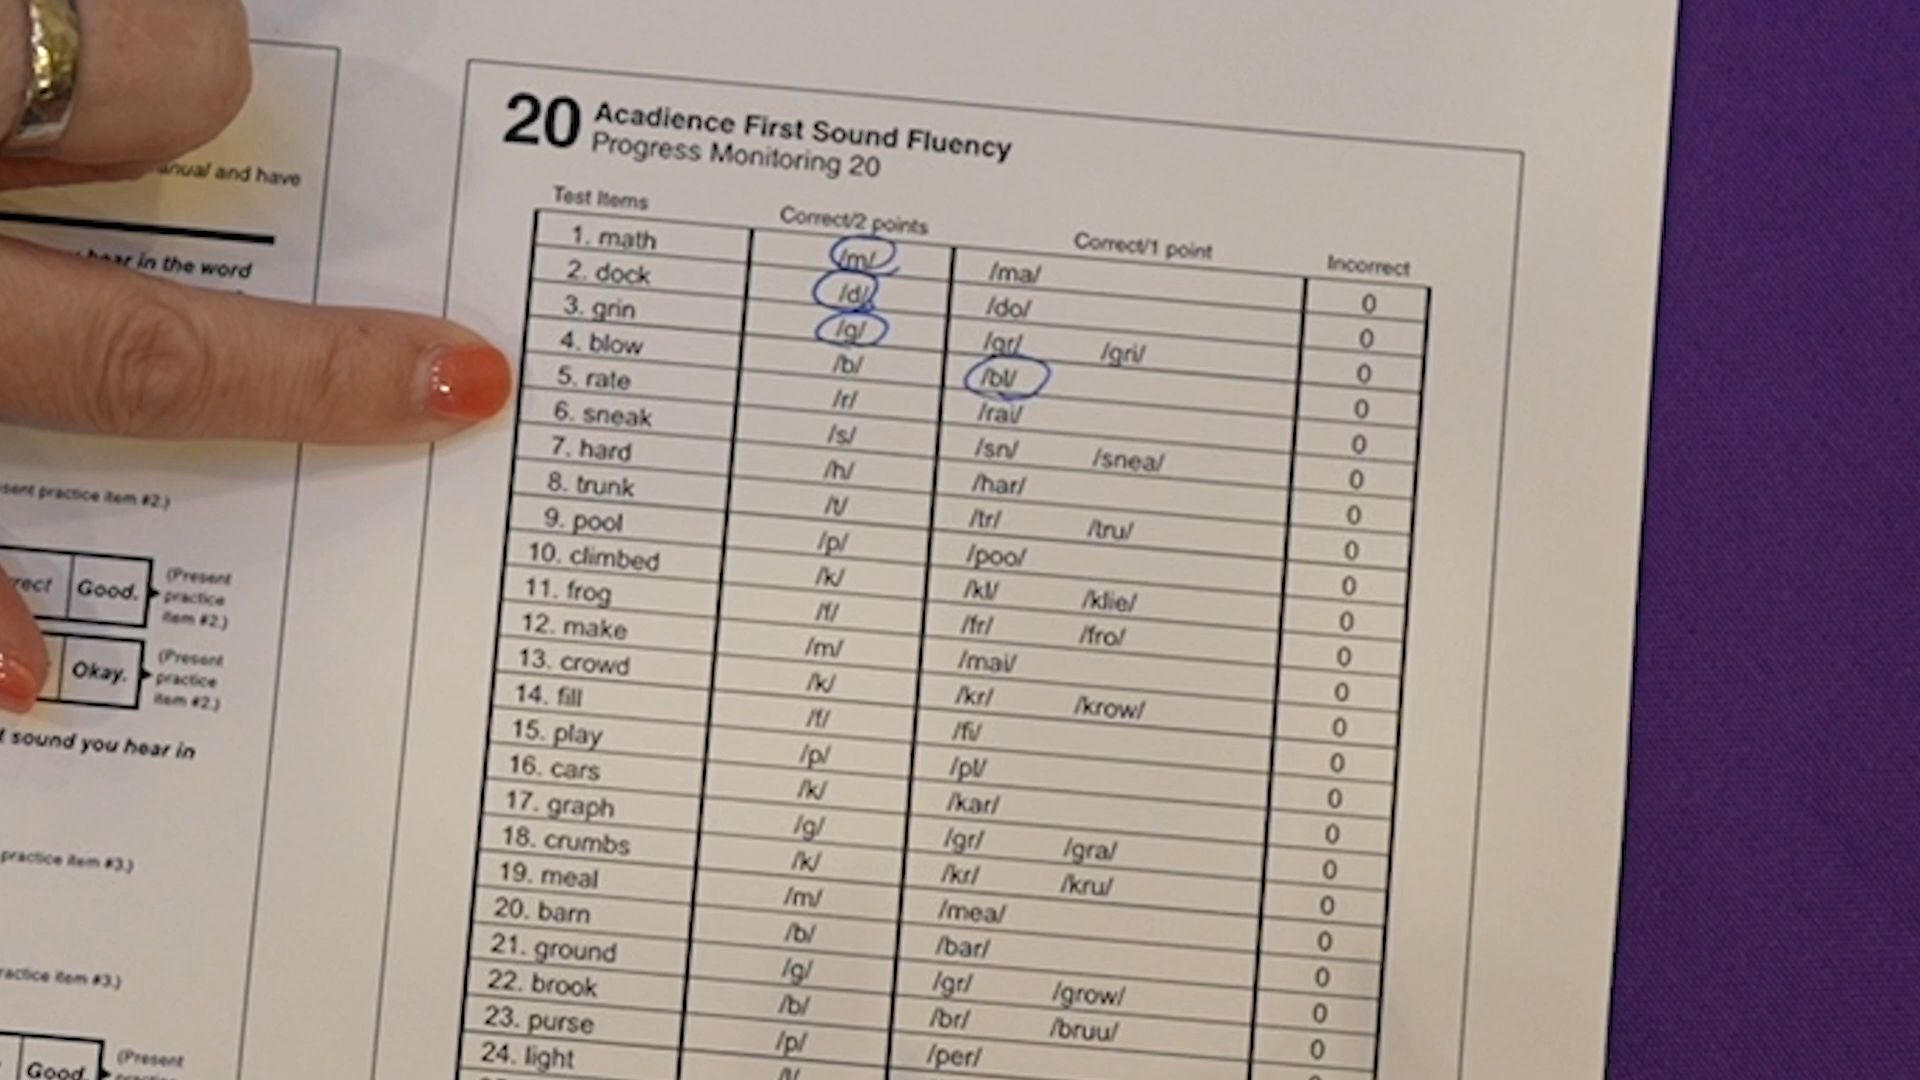 anual and have
hear in the word
sent practice item #2.)
rect Good. (Present
practice
item #2.)
Okay. (Present
practice
item #2.)
sound you hear in
practice item #3.)
ractice item #3.)
Good. (Present
20 Acadience First Sound Fluency
Progress Monitoring 20
Test Items Correct/2 points Correct/1 point Incorrect
1. math /m/ /ma/ 0
2. dock /d/ /do/ 0
3. grin /g/ /gr/ /gri/ 0
4. blow /b/ /bl/ 0
5. rate /r/ /rai/ 0
6. sneak /s/ /sn/ /snea/ 0
7. hard /h/ /har/ 0
8. trunk /t/ /tr/ /tru/ 0
9. pool /p/ /poo/ 0
10. climbed /k/ /kl/ /klie/ 0
11. frog /f/ /fr/ /fro/ 0
12. make /m/ /mai/ 0
13. crowd /k/ /kr/ /krow/ 0
14. fill /f/ /fi/ 0
15. play /p/ /pl/ 0
16. cars /k/ /kar/ 0
17. graph /g/ /gr/ /gra/ 0
18. crumbs /k/ /kr/ /kru/ 0
19. meal /m/ /mea/ 0
20. barn /b/ /bar/ 0
21. ground /g/ /gr/ /grow/ 0
22. brook /b/ /br/ /bruu/ 0
23. purse /p/ /per/ 0
24. light /l/